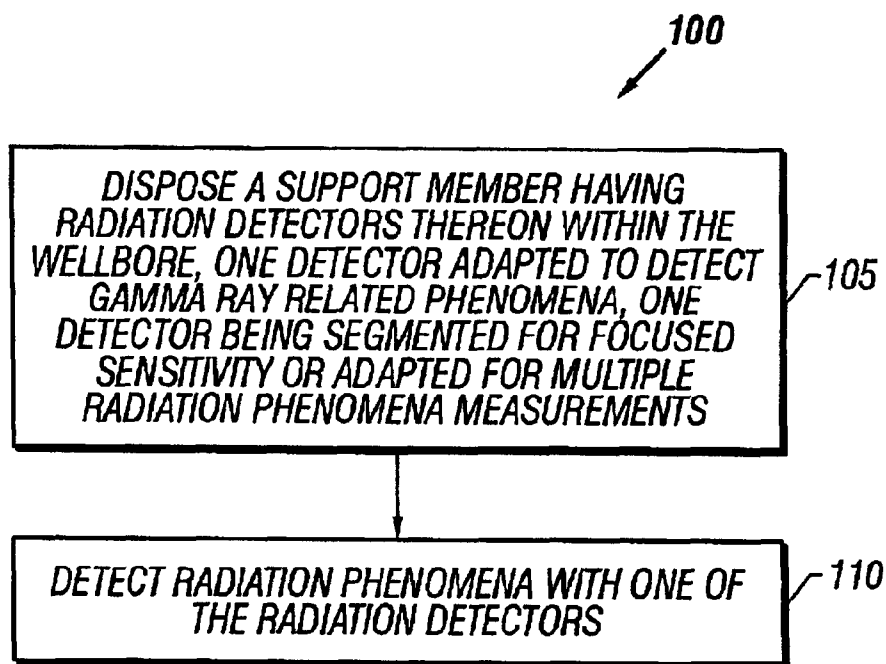 100
DISPOSE A SUPPORT MEMBER HAVING
RADIATION DETECTORS THEREON WITHIN THE
WELLBORE, ONE DETECTOR ADAPTED TO DETECT
GAMMA RAY RELATED PHENOMENA, ONE
DETECTOR BEING SEGMENTED FOR FOCUSED
SENSITIVITY OR ADAPTED FOR MULTIPLE
RADIATION PHENOMENA MEASUREMENTS
105
DETECT RADIATION PHENOMENA WITH ONE OF
THE RADIATION DETECTORS
110